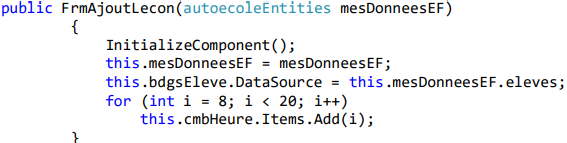 public FrmAjoutLecon(autoecoleEntities mesDonneesEF)
{
InitializeComponent();
this.mesDonneesEF = mesDonneesEF;
this.bdgsEleve.DataSource = this.mesDonneesEF.eleves;
for (int i = 8; i < 20; i++)
this.cmbHeure.Items.Add(i);
}